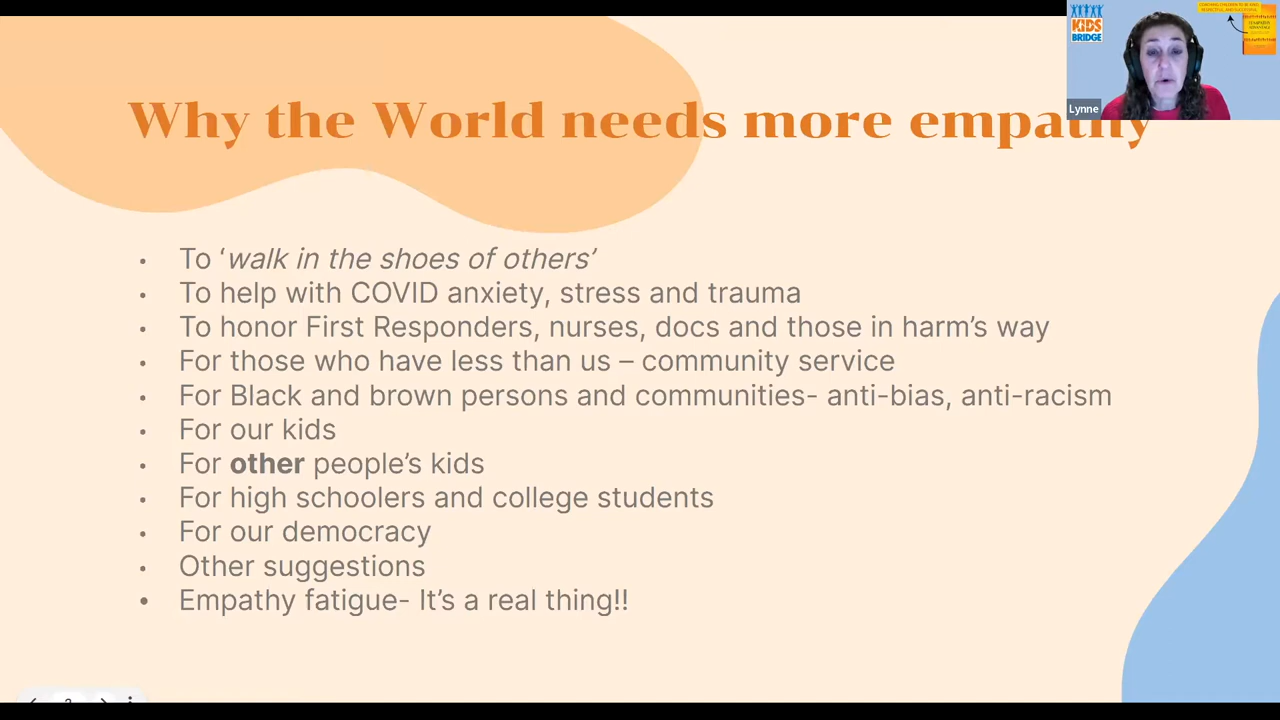 KiDS
BRIDGE
Lynne
Why the World needs more empathy
• To ‘walk in the shoes of others’
• To help with COVID anxiety, stress and trauma
• To honor First Responders, nurses, docs and those in harm’s way
• For those who have less than us – community service
• For Black and brown persons and communities- anti-bias, anti-racism
• For our kids
• For other people’s kids
• For high schoolers and college students
• For our democracy
• Other suggestions
• Empathy fatigue- It’s a real thing!!